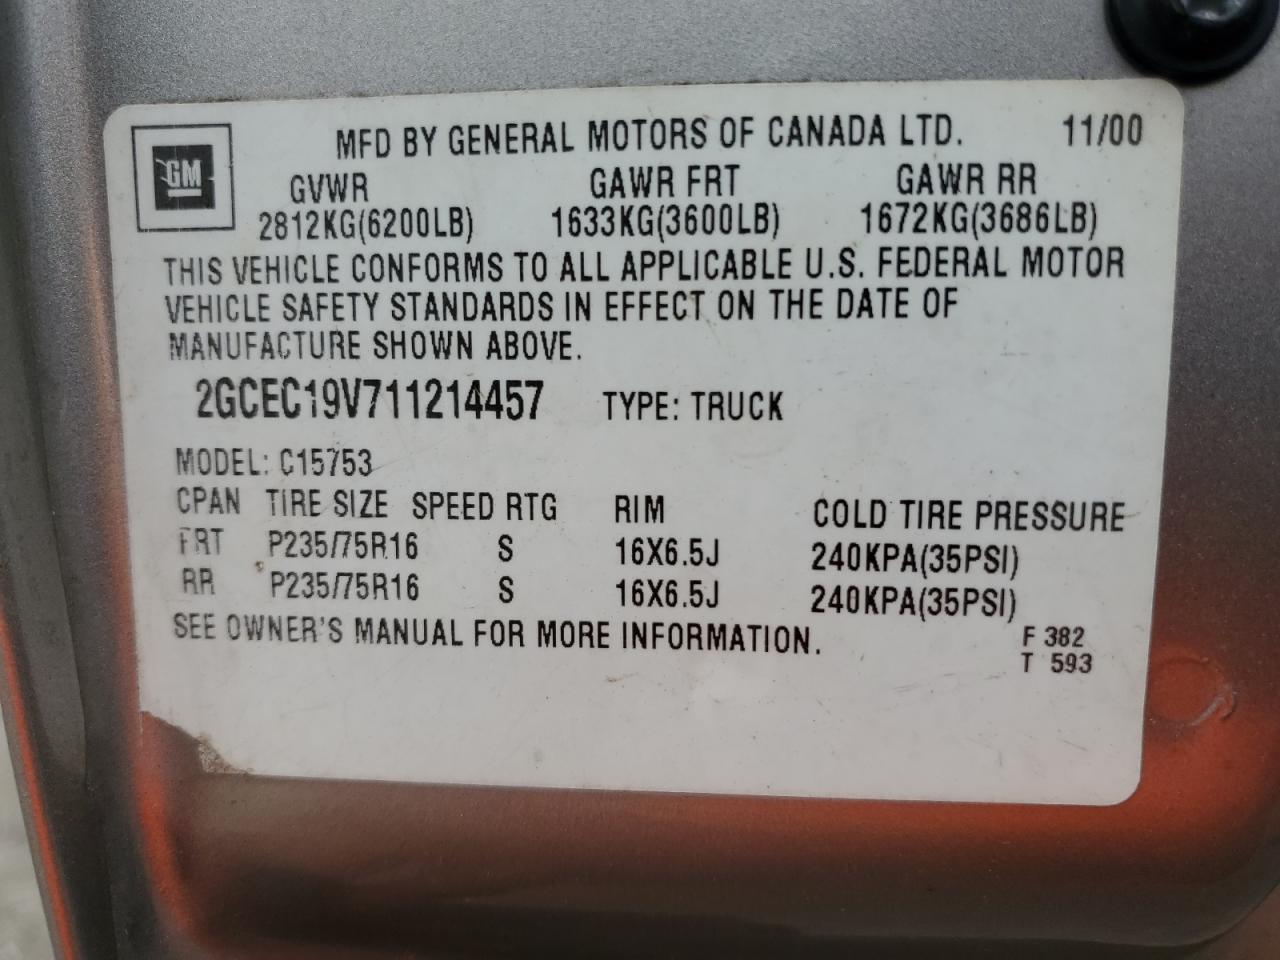 GM
MFD BY GENERAL MOTORS OF CANADA LTD. 11/00
GVWR GAWR FRT GAWR RR
2812KG(6200LB) 1633KG(3600LB) 1672KG(3686LB)
THIS VEHICLE CONFORMS TO ALL APPLICABLE U.S. FEDERAL MOTOR
VEHICLE SAFETY STANDARDS IN EFFECT ON THE DATE OF
MANUFACTURE SHOWN ABOVE.
2GCEC19V711214457 TYPE: TRUCK
MODEL: C15753
CPAN TIRE SIZE SPEED RTG RIM COLD TIRE PRESSURE
FRT P235/75R16 S 16X6.5J 240KPA(35PSI)
RR P235/75R16 S 16X6.5J 240KPA(35PSI)
SEE OWNER'S MANUAL FOR MORE INFORMATION.
F 382
T 593